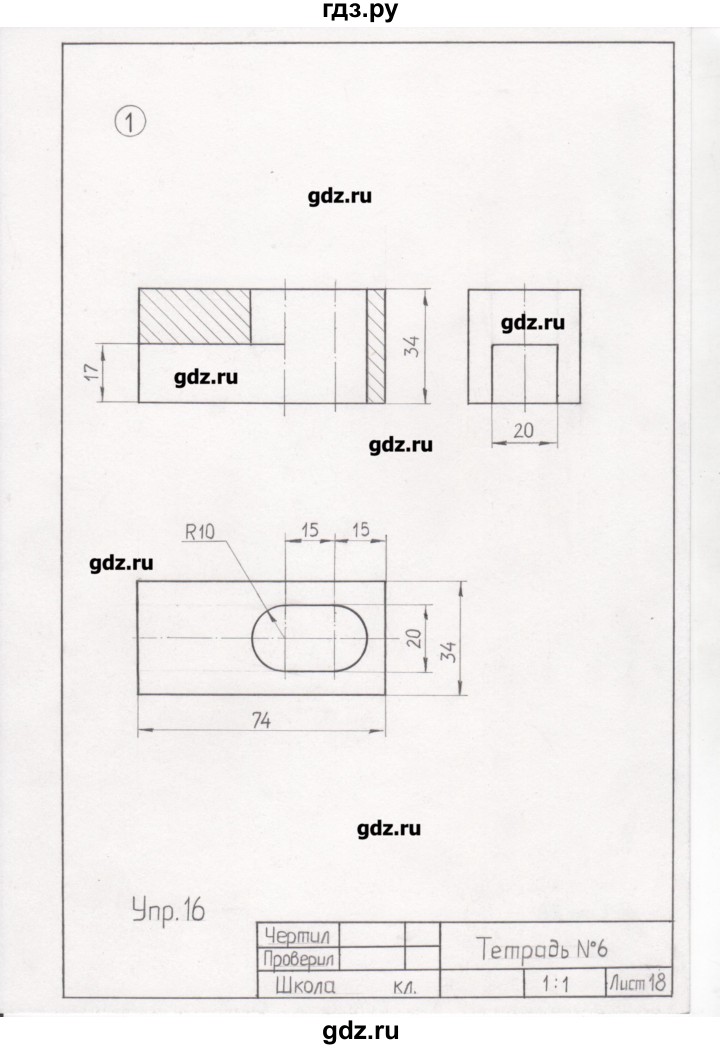 гдз.ру
1
gdz.ru
gdz.ru
17
gdz.ru
34
20
gdz.ru
R10
15
15
gdz.ru
20
34
74
gdz.ru
Упр.16
Чертил
Проверил
Тетрадь №6
Школа кл.
1:1
Лист 18
gdz.ru